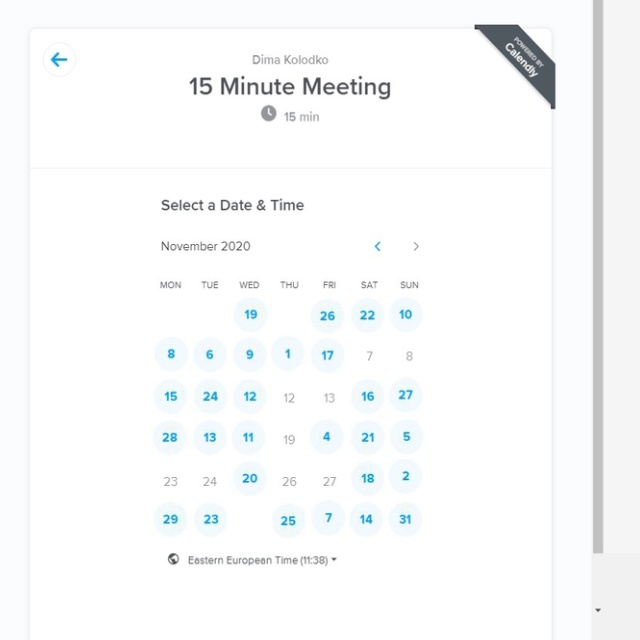 POWERED BY
Calendly
Dima Kolodko
15 Minute Meeting
15 min
Select a Date & Time
November 2020
MON TUE WED THU FRI SAT SUN
19 26 22 10
8 6 9 1 17 7 8
15 24 12 12 13 16 27
28 13 11 19 4 21 5
23 24 20 26 27 18 2
29 23 25 7 14 31
Eastern European Time (11:38)